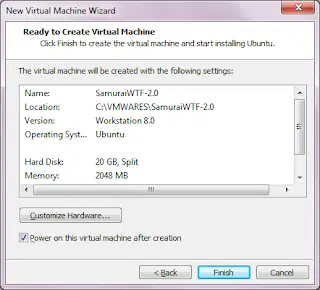 New Virtual Machine Wizard
Ready to Create Virtual Machine
Click Finish to create the virtual machine and start installing Ubuntu.
The virtual machine will be created with the following settings:
Name: SamuraiWTF-2.0
Location: C:\VMWARES\SamuraiWTF-2.0
Version: Workstation 8.0
Operating Syst... Ubuntu
Hard Disk: 20 GB, Split
Memory: 2048 MB
Customize Hardware...
Power on this virtual machine after creation
< Back Finish Cancel